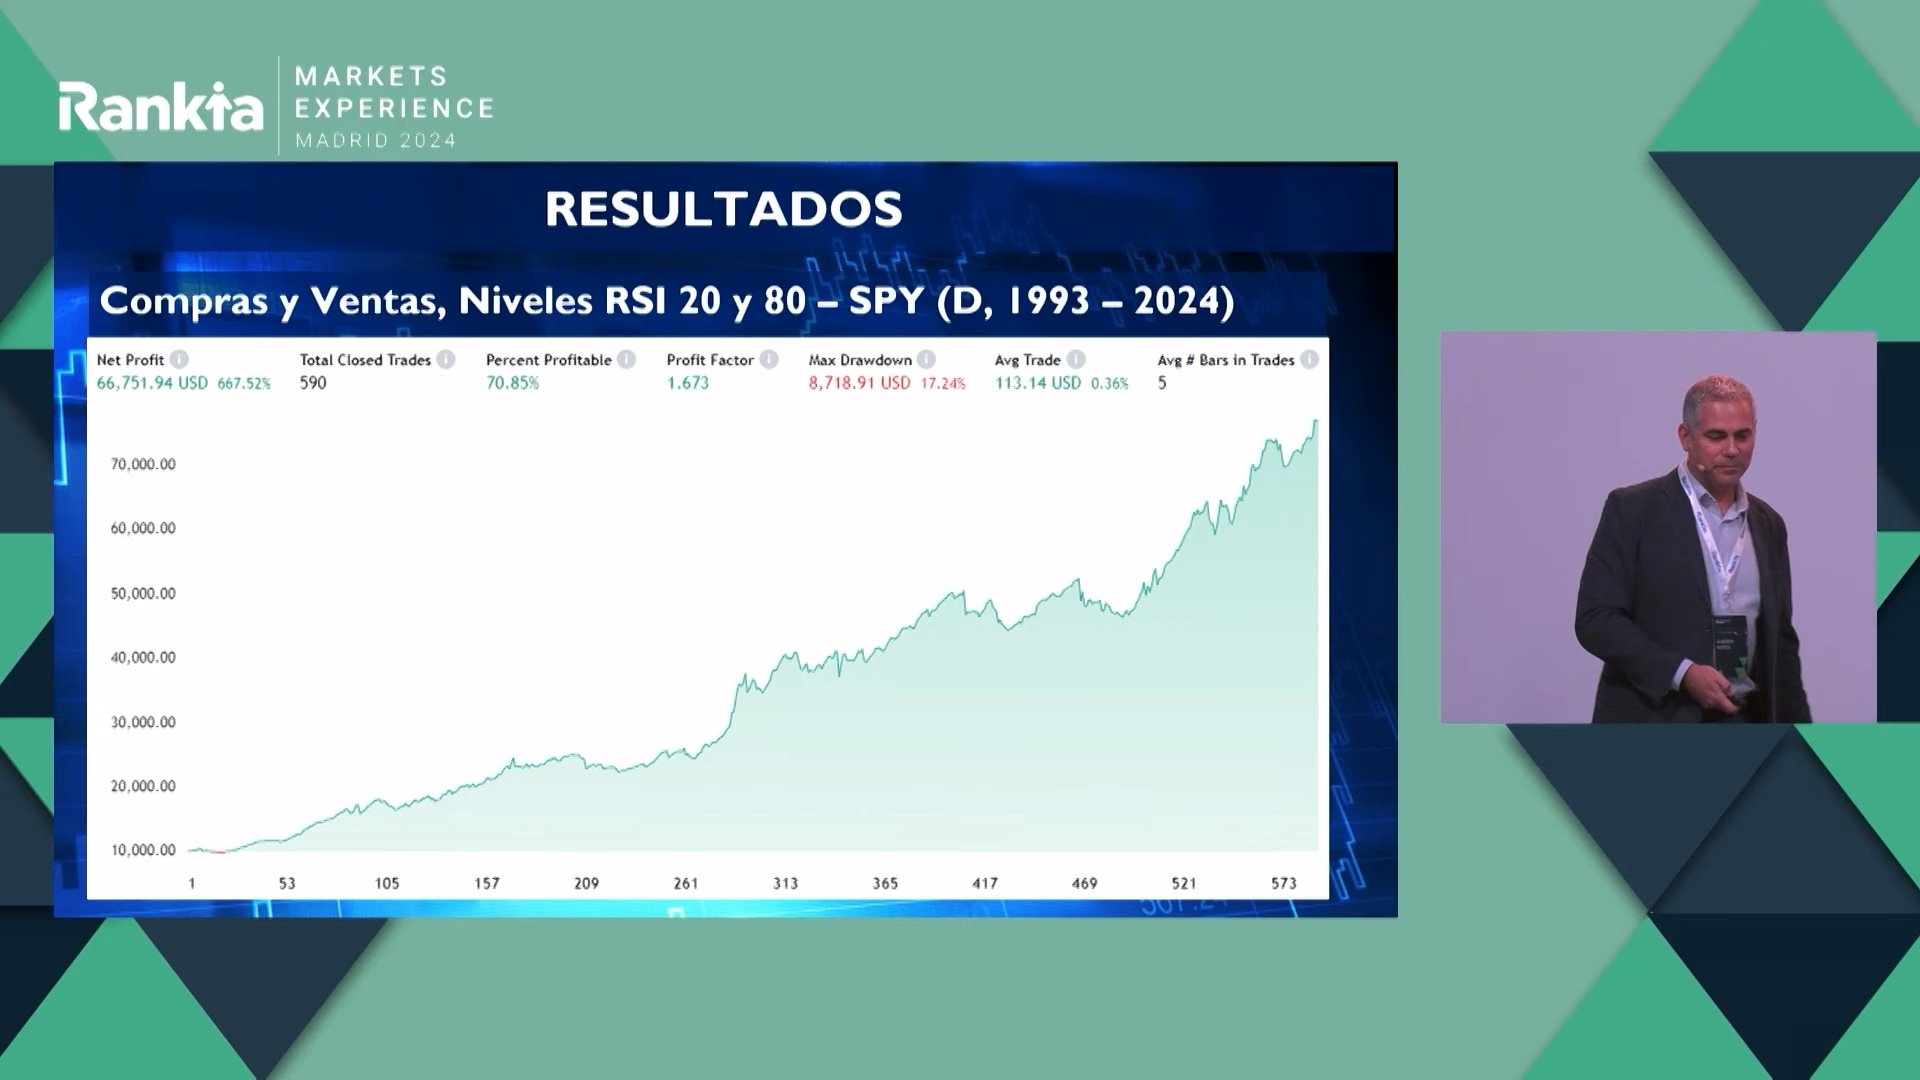 Rankia
MARKETS
EXPERIENCE
MADRID 2024
RESULTADOS
Compras y Ventas, Niveles RSI 20 y 80 – SPY (D, 1993 – 2024)
Net Profit Total Closed Trades Percent Profitable Profit Factor Max Drawdown Avg Trade Avg # Bars in Trades
66,751.94 USD 667.52% 590 70.85% 1.673 8,718.91 USD 17.24% 113.14 USD 0.36% 5
70,000.00
60,000.00
50,000.00
40,000.00
30,000.00
20,000.00
10,000.00
1 53 105 157 209 261 313 365 417 469 521 573